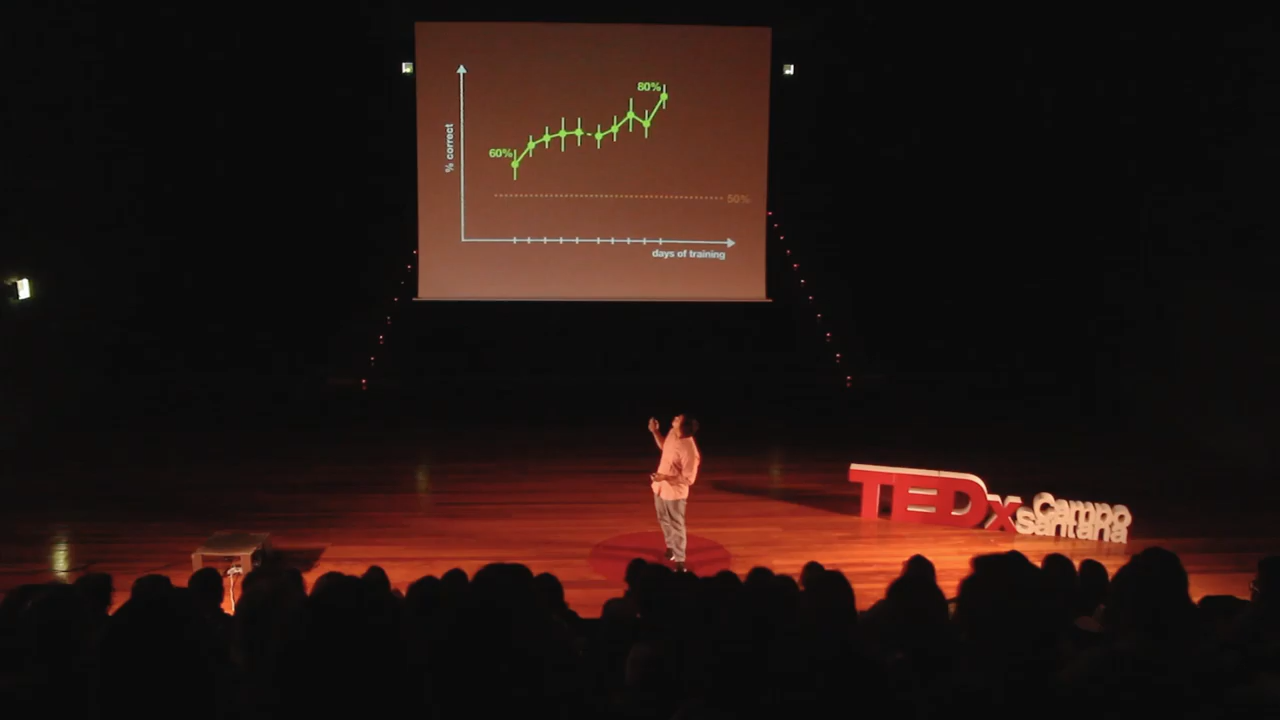 80%
% correct
60%
50%
days of training
TEDx
Campo
santana